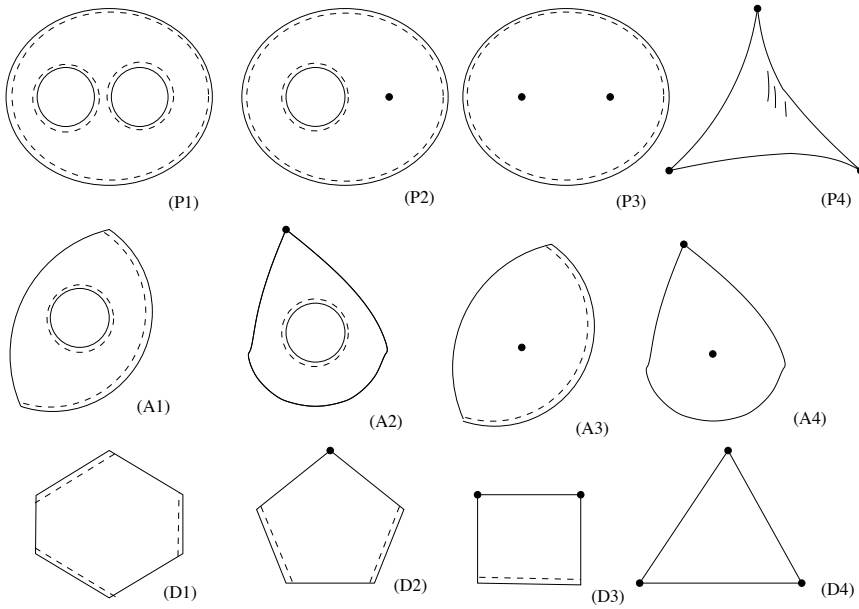 (P1)
(P2)
(P3)
(P4)
(A1)
(A2)
(A3)
(A4)
(D1)
(D2)
(D3)
(D4)